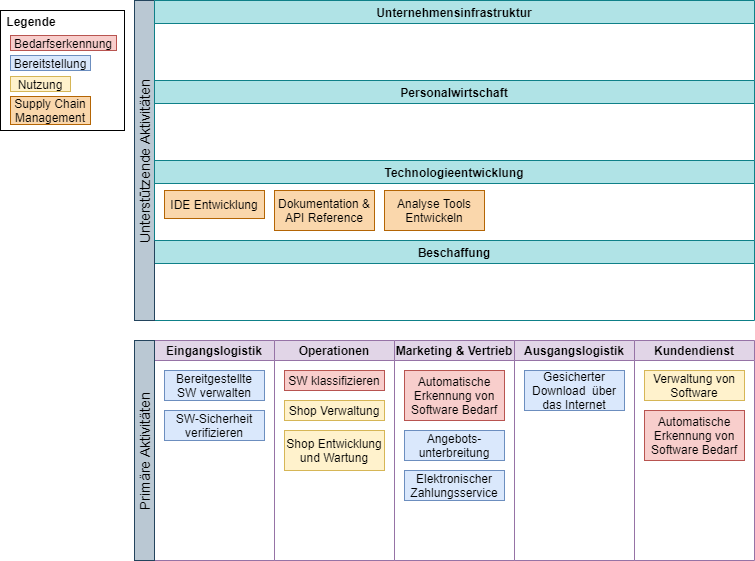 Legende
Bedarfserkennung
Bereitstellung
Nutzung
Supply Chain
Management
Unterstützende Aktivitäten
Unternehmensinfrastruktur
Personalwirtschaft
Technologieentwicklung
IDE Entwicklung
Dokumentation &
API Reference
Analyse Tools
Entwickeln
Beschaffung
Primäre Aktivitäten
Eingangslogistik
Bereitgestellte
SW verwalten
SW-Sicherheit
verifizieren
Operationen
SW klassifizieren
Shop Verwaltung
Shop Entwicklung
und Wartung
Marketing & Vertrieb
Automatische
Erkennung von
Software Bedarf
Angebots-
unterbreitung
Elektronischer
Zahlungsservice
Ausgangslogistik
Gesicherter
Download über
das Internet
Kundendienst
Verwaltung von
Software
Automatische
Erkennung von
Software Bedarf